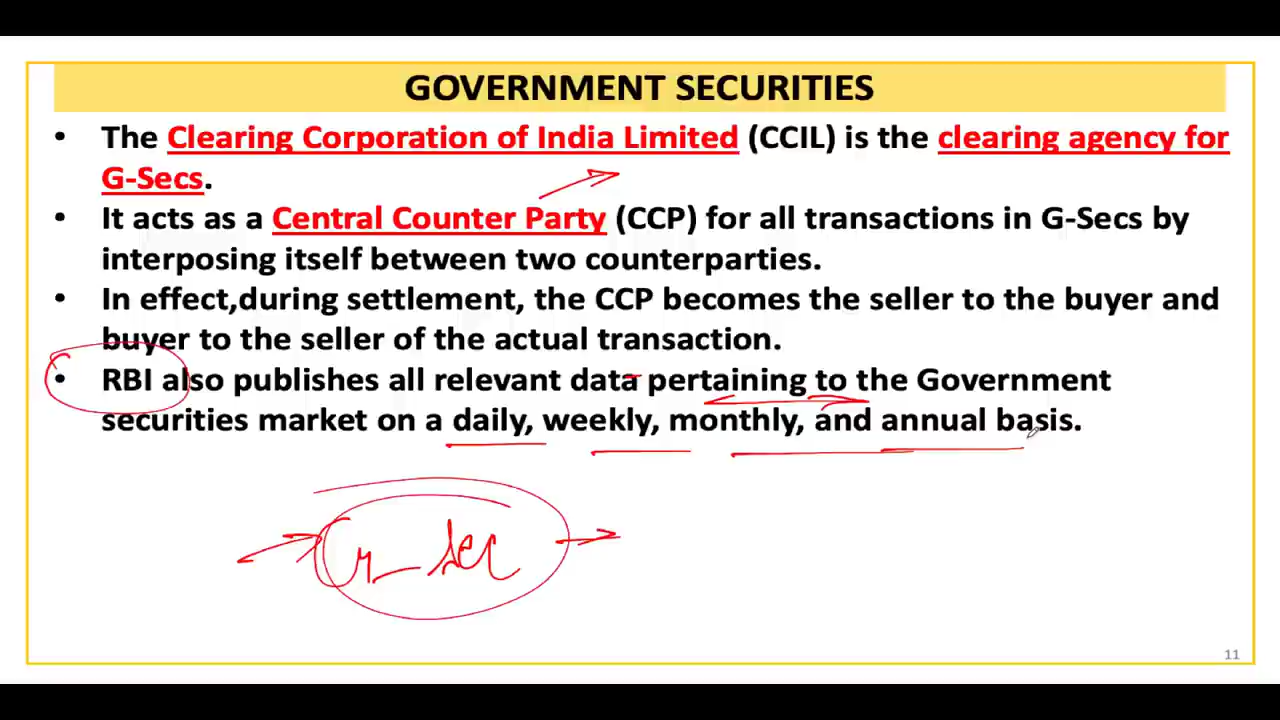 GOVERNMENT SECURITIES
• The Clearing Corporation of India Limited (CCIL) is the clearing agency for
G-Secs.
• It acts as a Central Counter Party (CCP) for all transactions in G-Secs by
interposing itself between two counterparties.
• In effect,during settlement, the CCP becomes the seller to the buyer and
buyer to the seller of the actual transaction.
• RBI also publishes all relevant data pertaining to the Government
securities market on a daily, weekly, monthly, and annual basis.
G_Sec
11